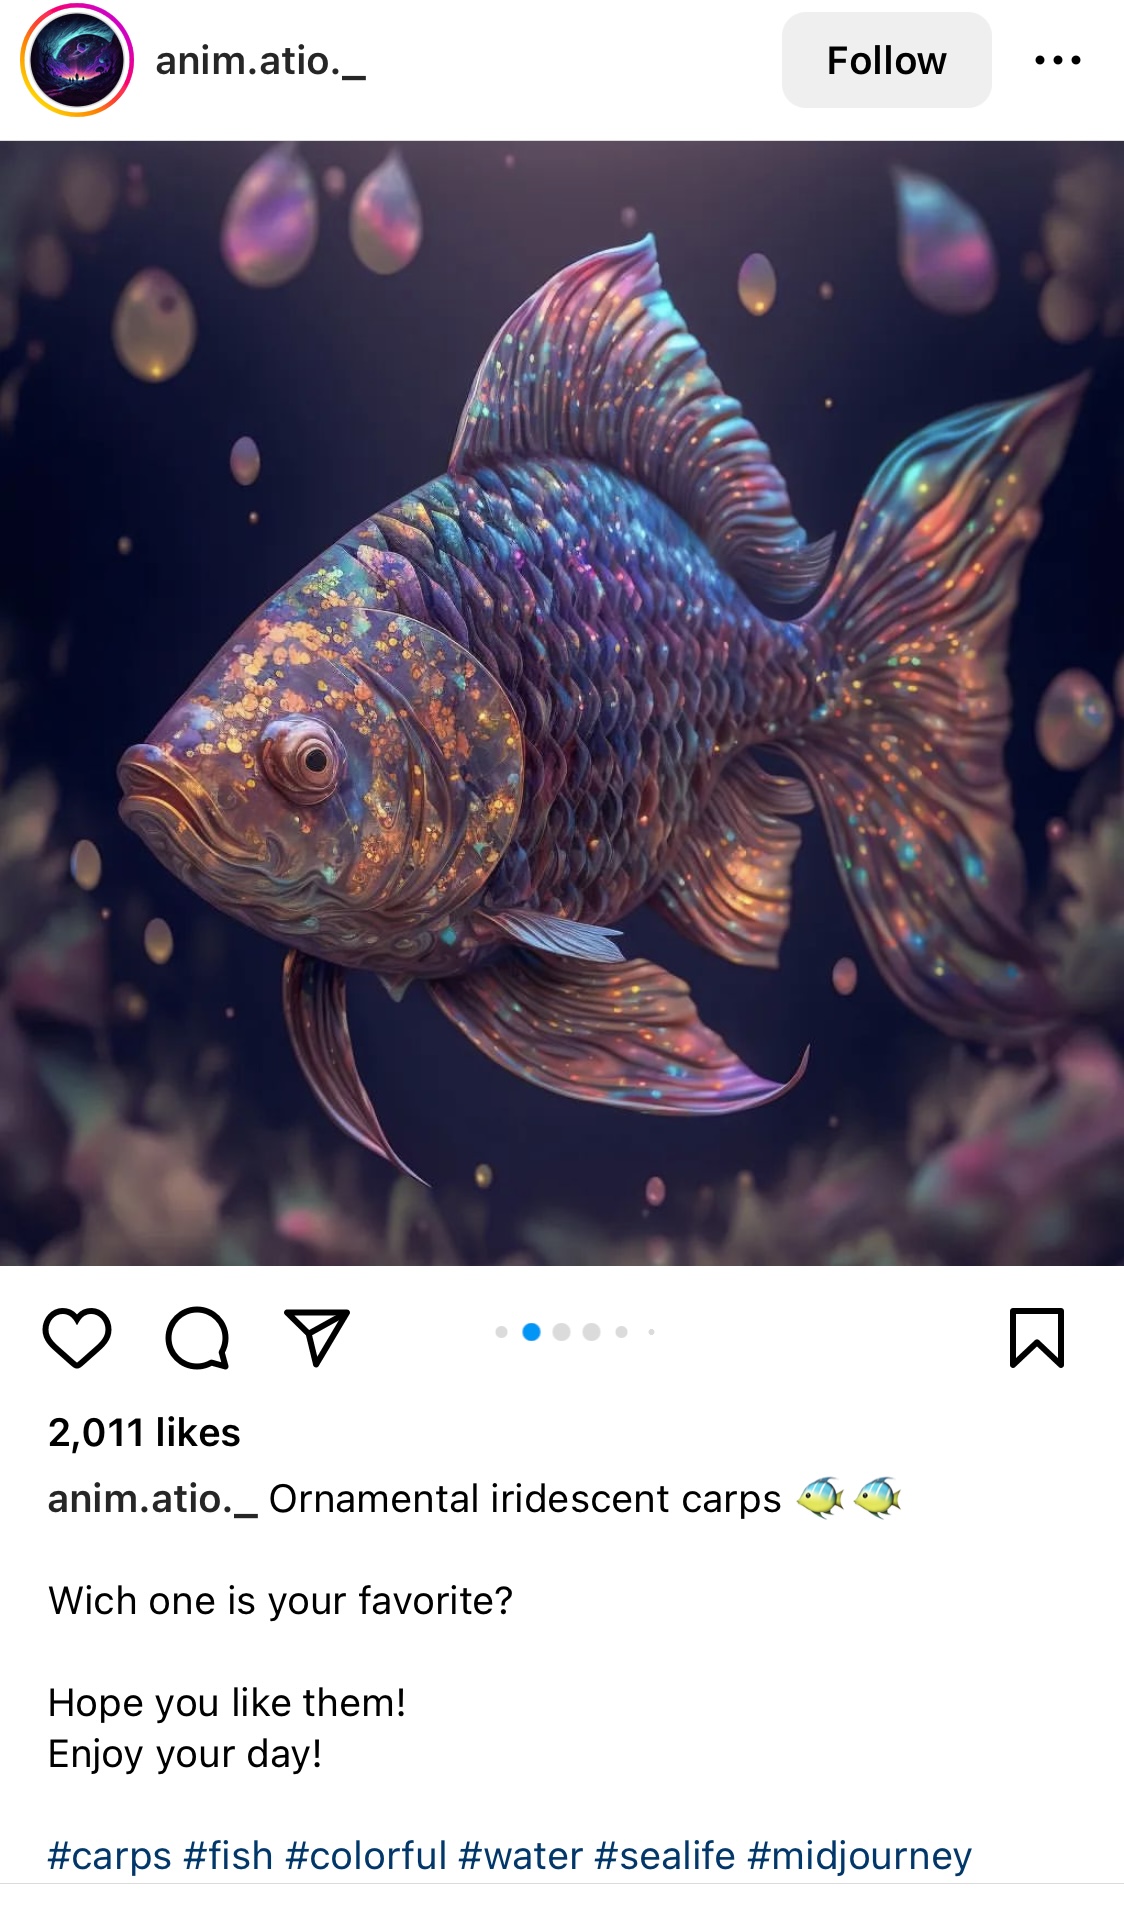 anim.atio._
Follow
2,011 likes
anim.atio._ Ornamental iridescent carps 🐠🐠
Wich one is your favorite?
Hope you like them!
Enjoy your day!
#carps #fish #colorful #water #sealife #midjourney